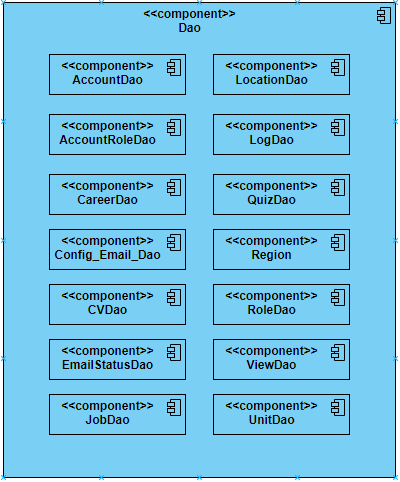 <<component>>
Dao
<<component>>
AccountDao
<<component>>
LocationDao
<<component>>
AccountRoleDao
<<component>>
LogDao
<<component>>
CareerDao
<<component>>
QuizDao
<<component>>
Config_Email_Dao
<<component>>
Region
<<component>>
CVDao
<<component>>
RoleDao
<<component>>
EmailStatusDao
<<component>>
ViewDao
<<component>>
JobDao
<<component>>
UnitDao